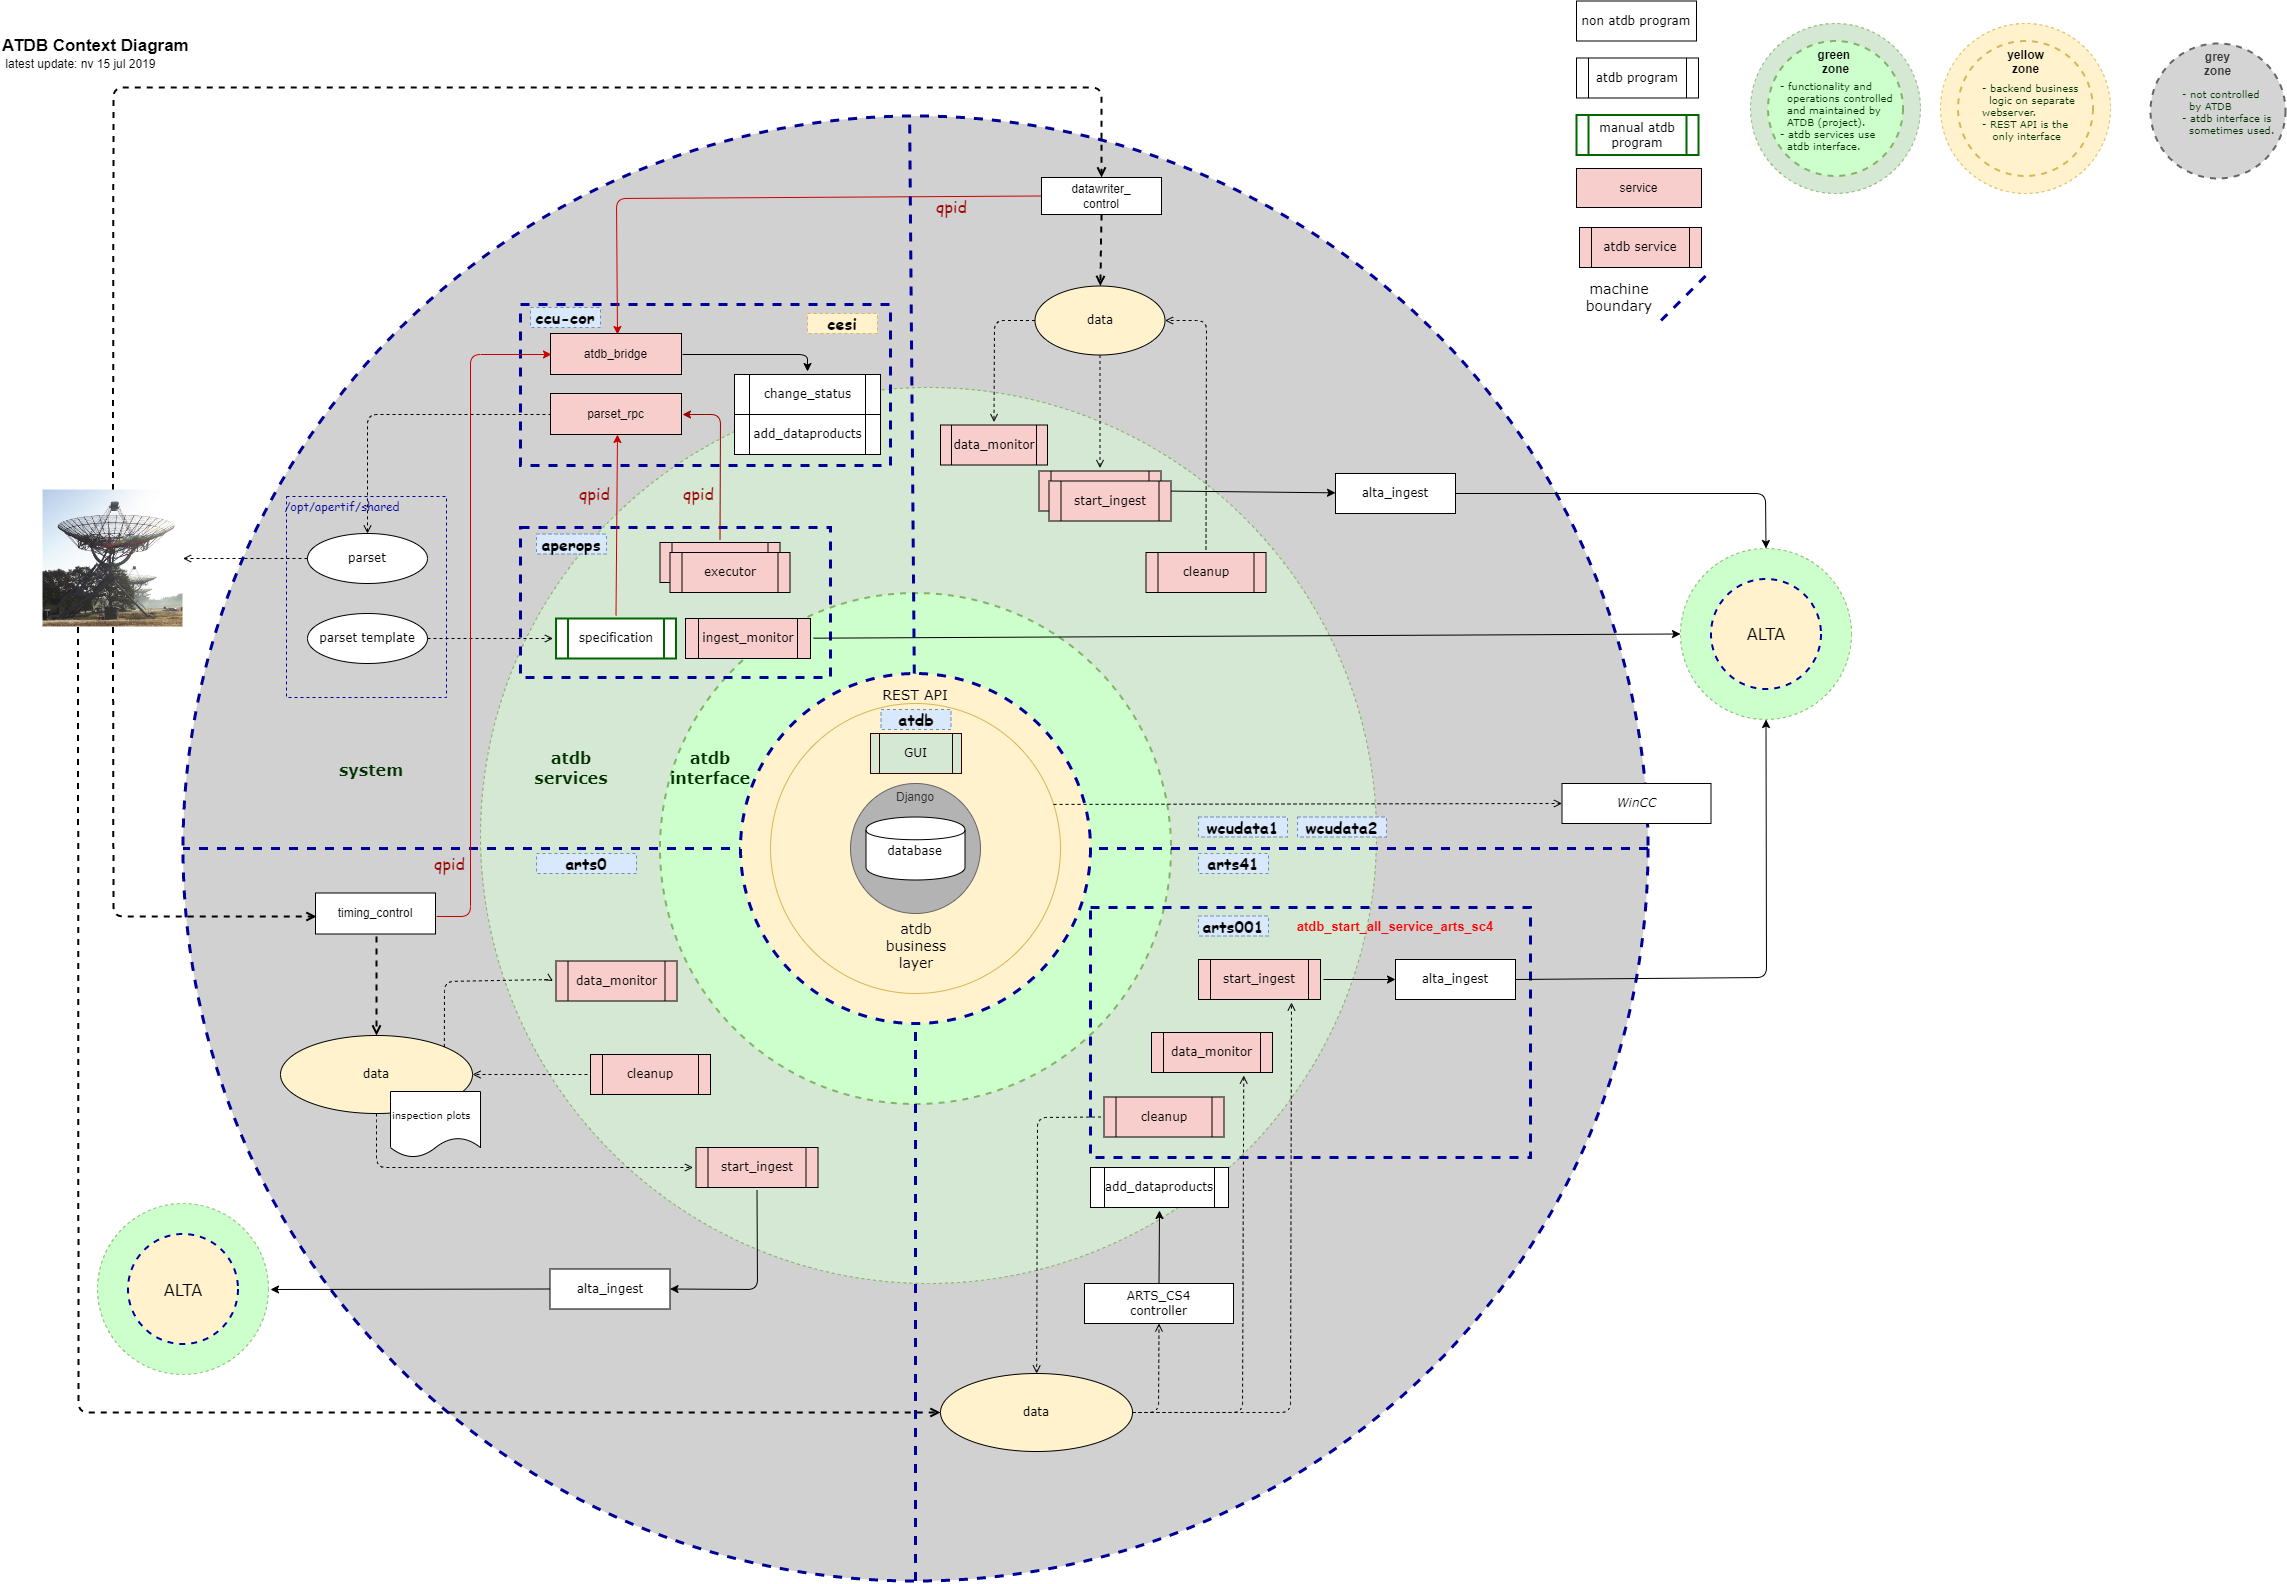 ATDB Context Diagram
latest update: nv 15 jul 2019
non atdb program
atdb program
manual atdb
program
service
atdb service
machine
boundary
green
zone
- functionality and
operations controlled
and maintained by
ATDB (project).
- atdb services use
atdb interface.
yellow
zone
- backend business
logic on separate
webserver.
- REST API is the
only interface
grey
zone
- not controlled
by ATDB
- atdb interface is
sometimes used.
datawriter_
control
qpid
data
ccu-cor
cesi
atdb_bridge
change_status
parset_rpc
add_dataproducts
data_monitor
start_ingest
alta_ingest
cleanup
qpid
qpid
/opt/apertif/shared
parset
parset template
aperops
executor
specification
ingest_monitor
ALTA
REST API
atdb
GUI
Django
database
atdb
business
layer
system
atdb
services
atdb
interface
WinCC
wcudata1
wcudata2
qpid
arts0
arts41
timing_control
data_monitor
data
inspection plots
cleanup
start_ingest
alta_ingest
ALTA
arts001
atdb_start_all_service_arts_sc4
start_ingest
alta_ingest
data_monitor
cleanup
add_dataproducts
ARTS_CS4
controller
data